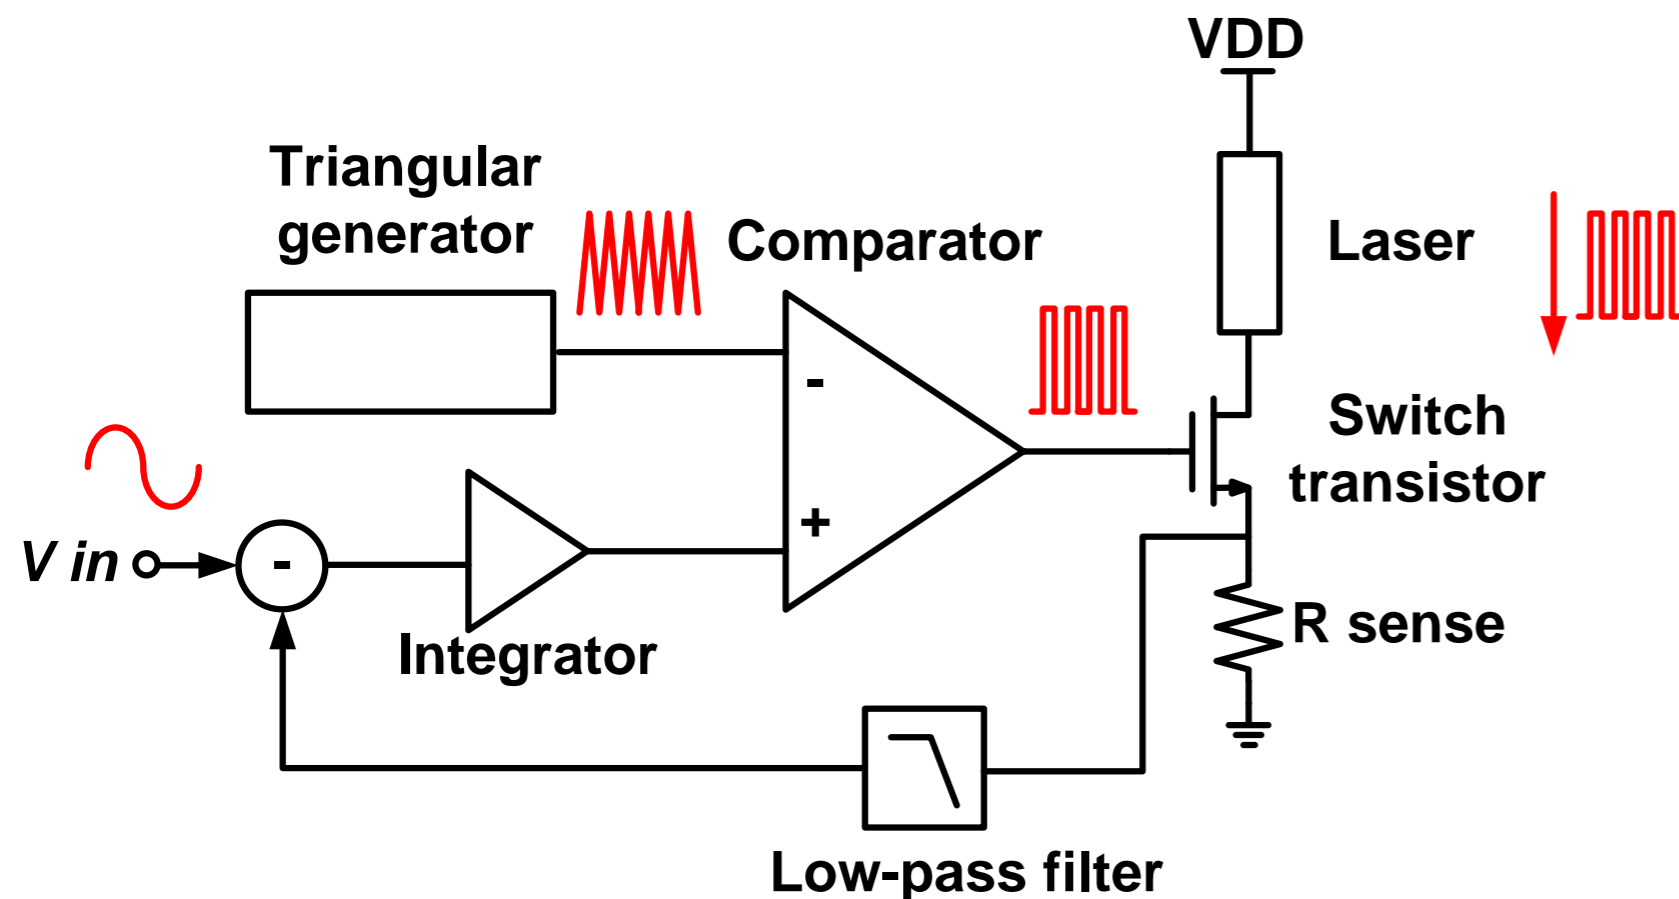 VDD
Triangular
generator
Comparator
Laser
-
Switch
transistor
+
V in
-
Integrator
R sense
Low-pass filter